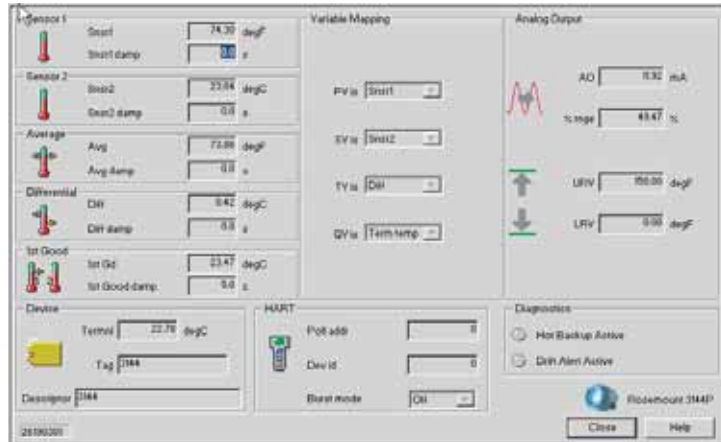 Sensor 1
Snsr1 74.30 degF
Snsr1 damp 0.0 s
Sensor 2
Snsr2 23.04 degC
Snsr2 damp 0.0 s
Average
Avg degF
Avg damp 0.0 s
Differential
Diff 0.42 degC
Diff damp 0.0 s
1st Good
1st Gd 23.47 degC
1st Good damp 0.0 s
Variable Mapping
PV is Snsr1
SV is Snsr2
TV is Diff
QV is Term temp
Analog Output
AO mA
% rnge %
URV 150.00 degF
LRV 0.00 degF
Device
Termnl 22.78 degC
Tag 3144
Descriptor 3144
HART
Poll addr 0
Dev id 0
Burst mode
Diagnostics
Hot Backup Active
Drift Alert Active
Rosemount 3144P
Close Help